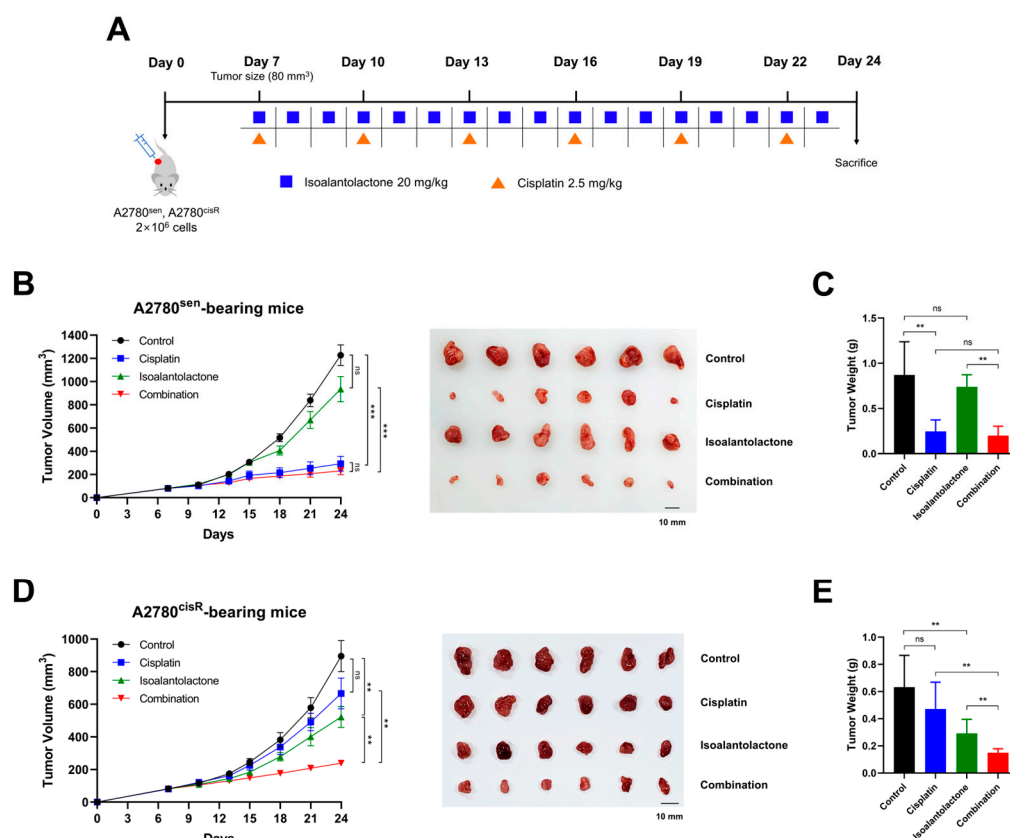 A
Day 0
Day 7
Day 10
Day 13
Day 16
Day 19
Day 22
Day 24
Tumor size (80 mm³)
Sacrifice
Isoalantolactone 20 mg/kg
Cisplatin 2.5 mg/kg
A2780ˢᵉⁿ, A2780ᶜⁱˢᴿ
2×10⁶ cells
B
A2780ˢᵉⁿ-bearing mice
Tumor Volume (mm³)
1400
1200
1000
800
600
400
200
0
Control
Cisplatin
Isoalantolactone
Combination
ns
***
***
ns
0 3 6 9 12 15 18 21 24
Days
Control
Cisplatin
Isoalantolactone
Combination
10 mm
C
Tumor Weight (g)
1.5
1.0
0.5
0.0
ns
**
ns
**
Control
Cisplatin
Isoalantolactone
Combination
D
A2780ᶜⁱˢᴿ-bearing mice
Tumor Volume (mm³)
1000
800
600
400
200
0
Control
Cisplatin
Isoalantolactone
Combination
ns
**
**
**
0 3 6 9 12 15 18 21 24
Days
Control
Cisplatin
Isoalantolactone
Combination
10 mm
E
Tumor Weight (g)
1.0
0.8
0.6
0.4
0.2
0.0
**
ns
**
**
Control
Cisplatin
Isoalantolactone
Combination